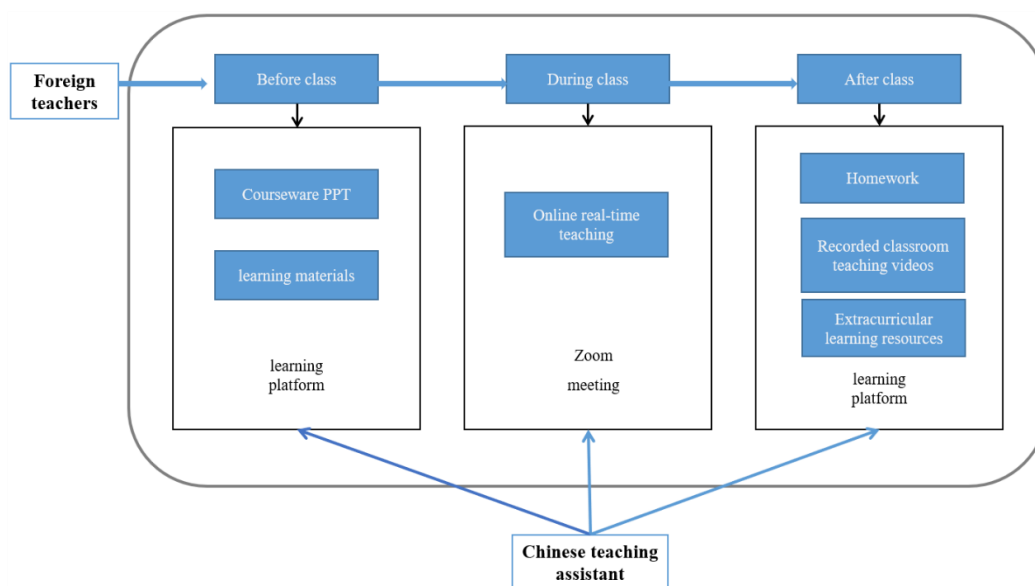 Foreign
teachers
Before class
During class
After class
Courseware PPT
learning materials
learning
platform
Online real-time
teaching
Zoom
meeting
Homework
Recorded classroom
teaching videos
Extracurricular
learning resources
learning
platform
Chinese teaching
assistant